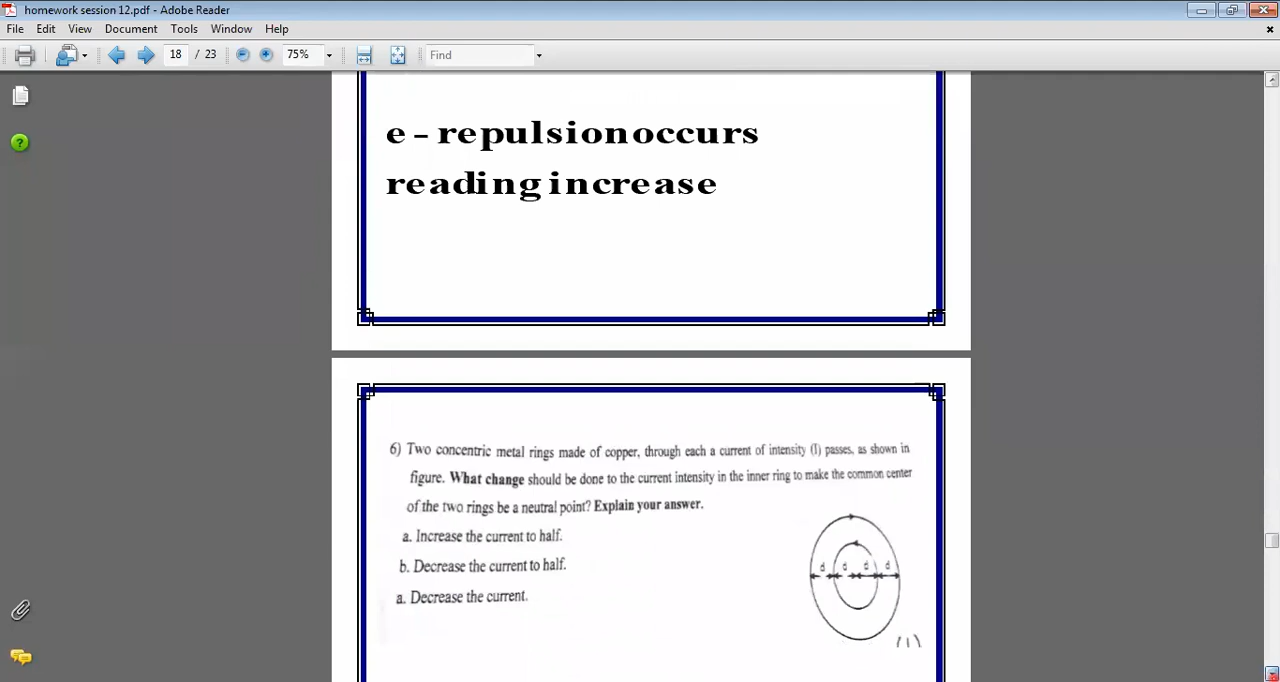 homework session 12.pdf - Adobe Reader
File Edit View Document Tools Window Help
18 / 23 75% Find
e – repulsion occurs
reading increase
6) Two concentric metal rings made of copper, through each a current of intensity (I) passes, as shown in
figure. What change should be done to the current intensity in the inner ring to make the common center
of the two rings be a neutral point? Explain your answer.
a. Increase the current to half.
b. Decrease the current to half.
a. Decrease the current.
d d d d
(1)